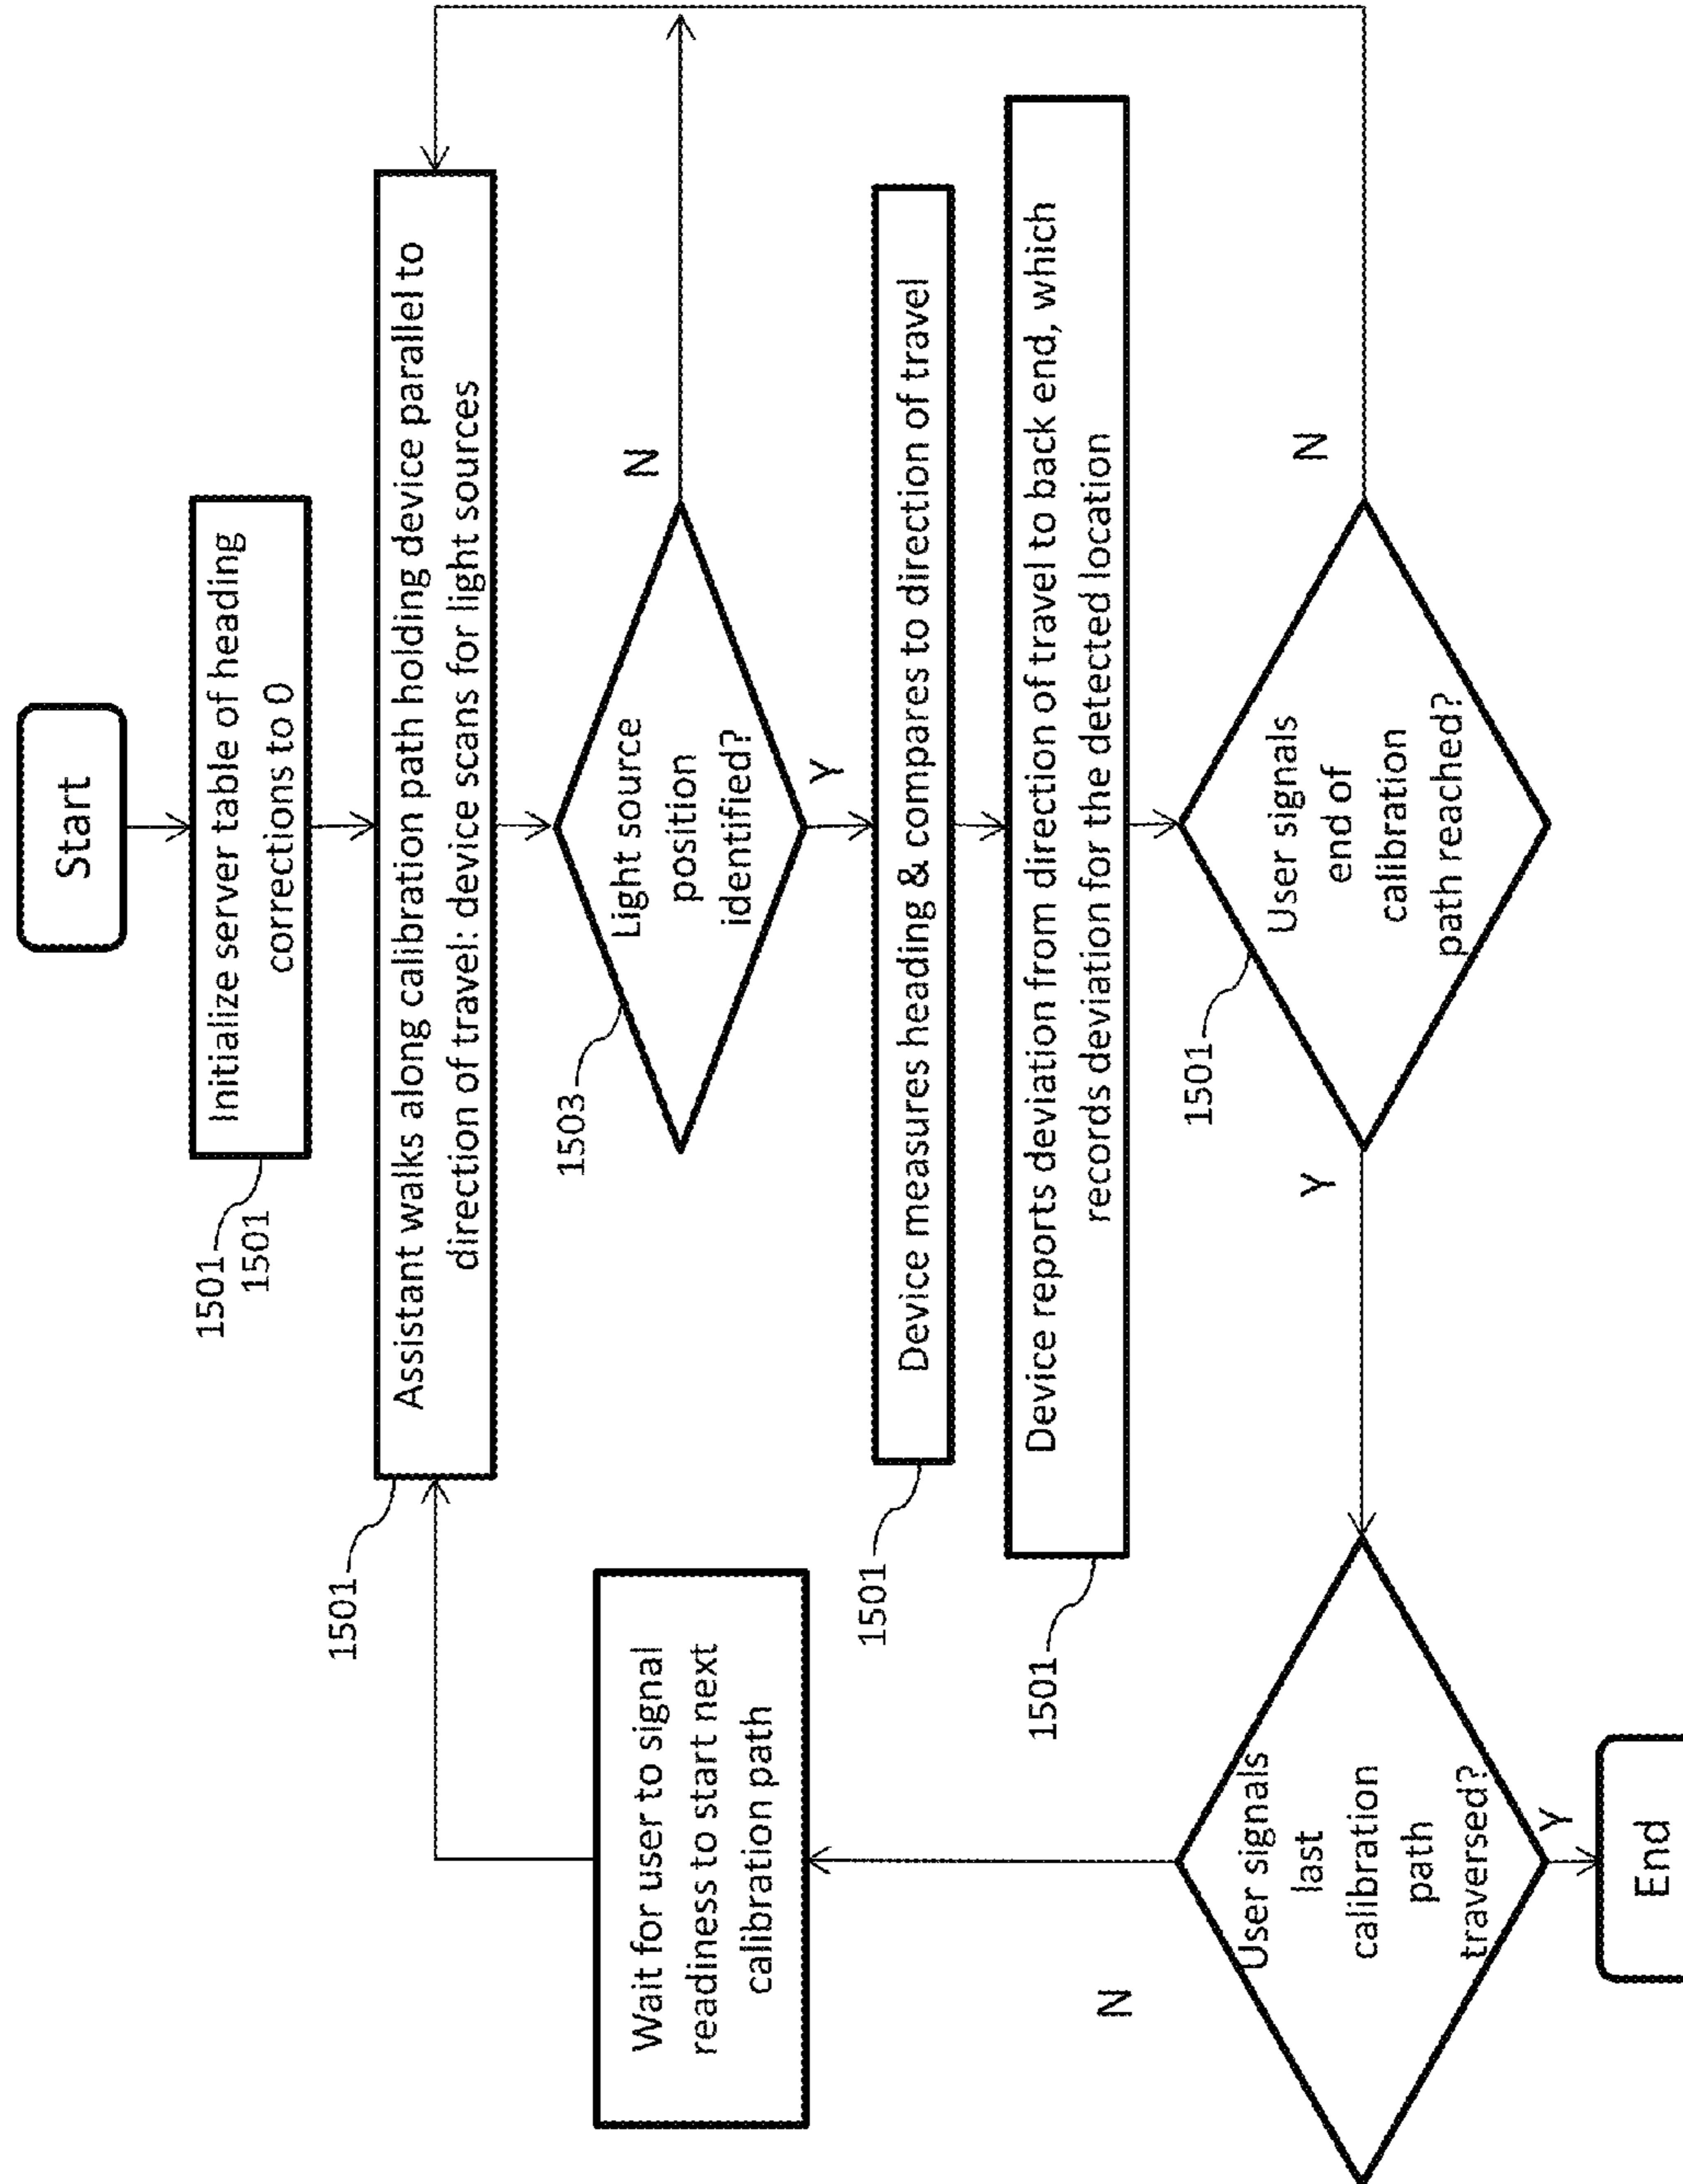 Start
Initialize server table of heading
corrections to 0
1501
1501
Assistant walks along calibration path holding device parallel to
direction of travel: device scans for light sources
1501
Light source
position
identified?
1503
N
Y
Device measures heading & compares to direction of travel
1501
Device reports deviation from direction of travel to back end, which
records deviation for the detected location
1501
User signals
end of
calibration
path reached?
1501
N
Y
Wait for user to signal
readiness to start next
calibration path
User signals
last
calibration
path
traversed?
N
Y
End